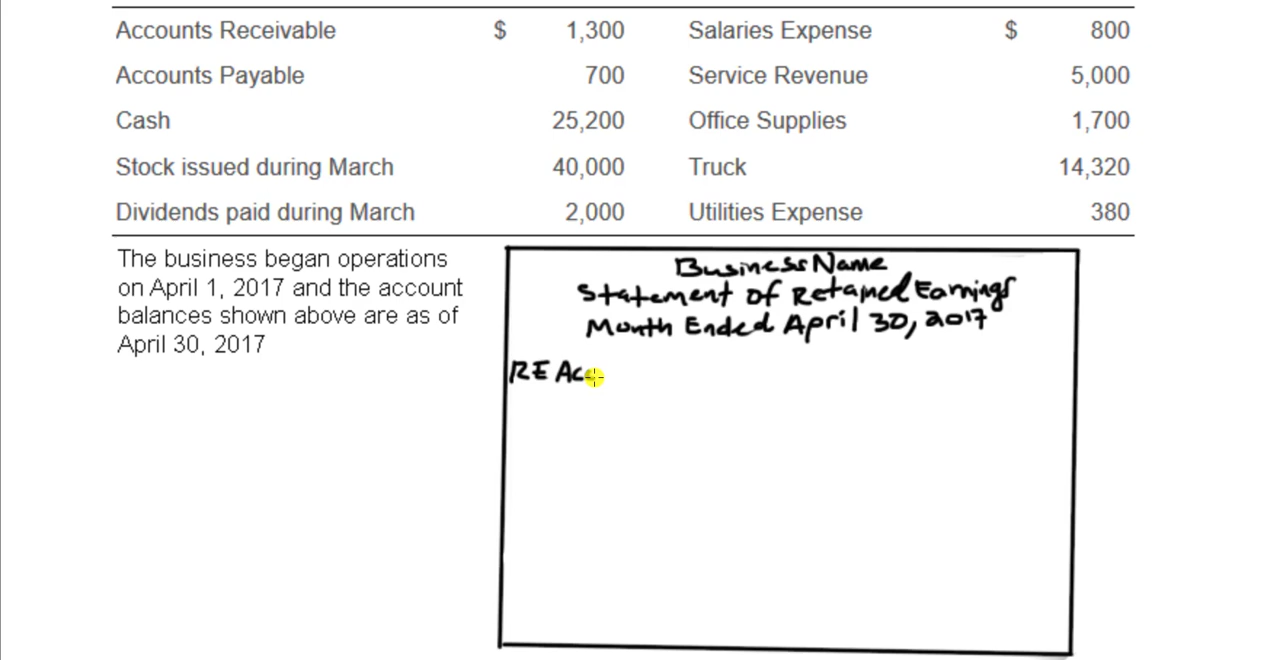 Accounts Receivable $ 1,300 Salaries Expense $ 800
Accounts Payable 700 Service Revenue 5,000
Cash 25,200 Office Supplies 1,700
Stock issued during March 40,000 Truck 14,320
Dividends paid during March 2,000 Utilities Expense 380
The business began operations
on April 1, 2017 and the account
balances shown above are as of
April 30, 2017
Business Name
Statement of Retained Earnings
Month Ended April 30, 2017
RE Ac